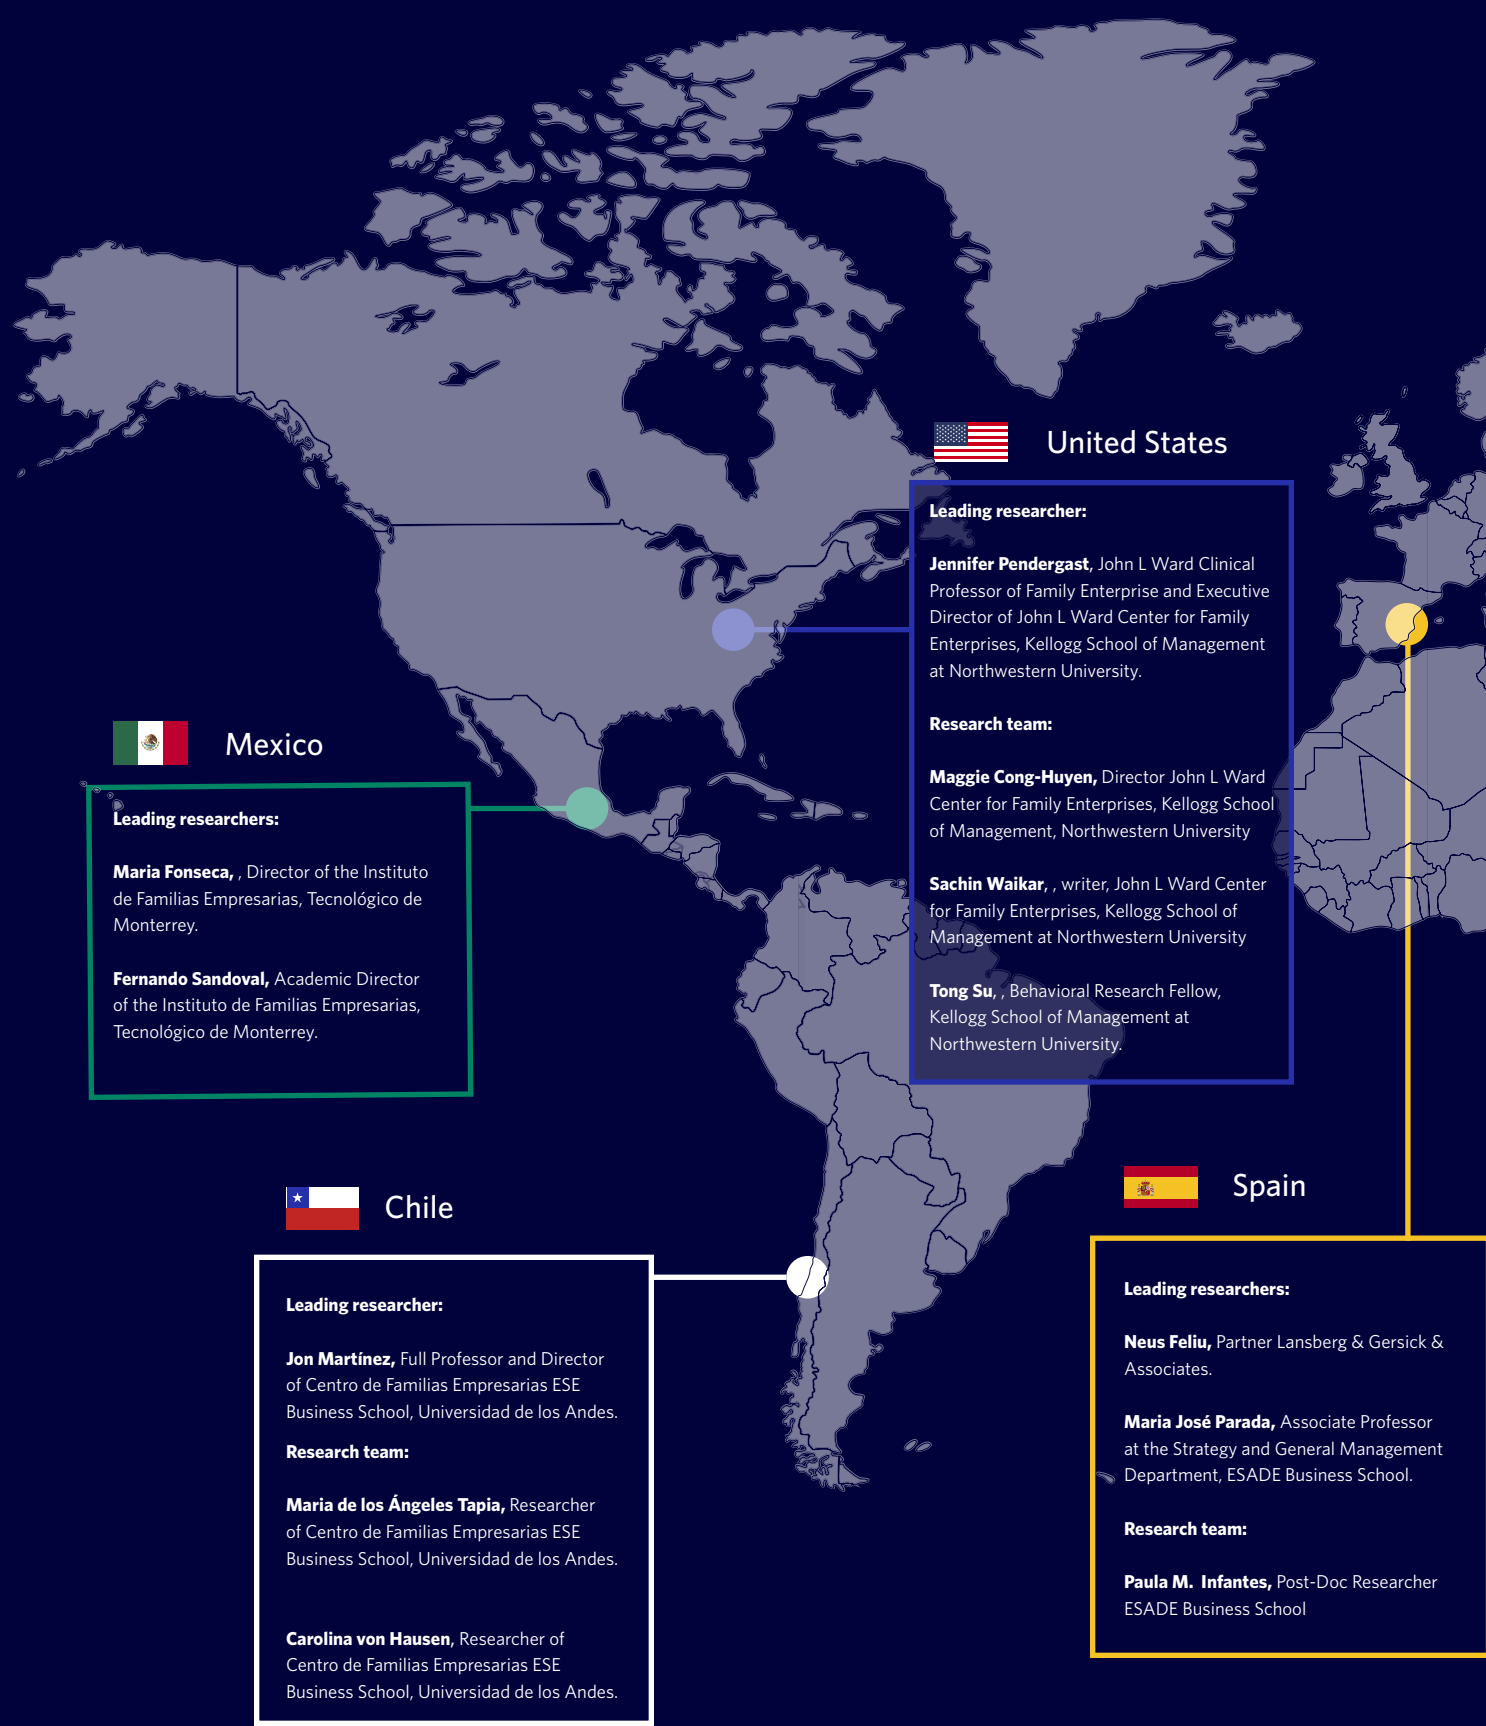 United States
Leading researcher:
Jennifer Pendergast, John L Ward Clinical
Professor of Family Enterprise and Executive
Director of John L Ward Center for Family
Enterprises, Kellogg School of Management
at Northwestern University.
Research team:
Maggie Cong-Huyen, Director John L Ward
Center for Family Enterprises, Kellogg School
of Management, Northwestern University
Sachin Waikar, , writer, John L Ward Center
for Family Enterprises, Kellogg School of
Management at Northwestern University
Tong Su, , Behavioral Research Fellow,
Kellogg School of Management at
Northwestern University.
Mexico
Leading researchers:
Maria Fonseca, , Director of the Instituto
de Familias Empresarias, Tecnológico de
Monterrey.
Fernando Sandoval, Academic Director
of the Instituto de Familias Empresarias,
Tecnológico de Monterrey.
Chile
Leading researcher:
Jon Martínez, Full Professor and Director
of Centro de Familias Empresarias ESE
Business School, Universidad de los Andes.
Research team:
Maria de los Ángeles Tapia, Researcher
of Centro de Familias Empresarias ESE
Business School, Universidad de los Andes.
Carolina von Hausen, Researcher of
Centro de Familias Empresarias ESE
Business School, Universidad de los Andes.
Spain
Leading researchers:
Neus Feliu, Partner Lansberg & Gersick &
Associates.
Maria José Parada, Associate Professor
at the Strategy and General Management
Department, ESADE Business School.
Research team:
Paula M. Infantes, Post-Doc Researcher
ESADE Business School